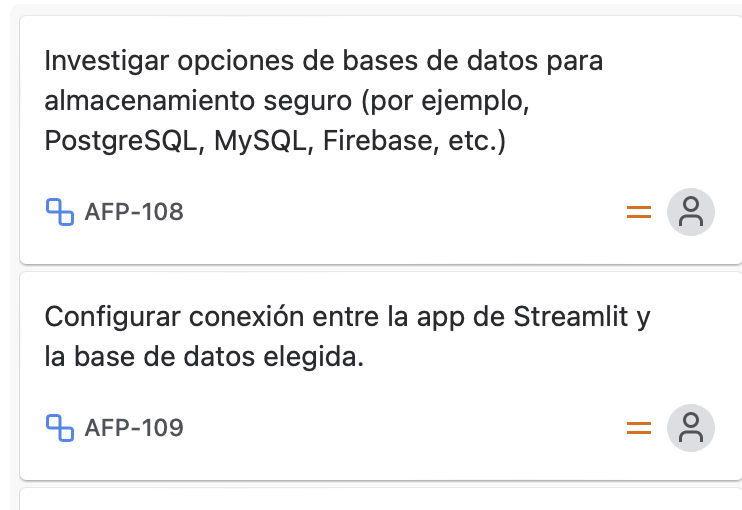 Investigar opciones de bases de datos para
almacenamiento seguro (por ejemplo,
PostgreSQL, MySQL, Firebase, etc.)
AFP-108
Configurar conexión entre la app de Streamlit y
la base de datos elegida.
AFP-109